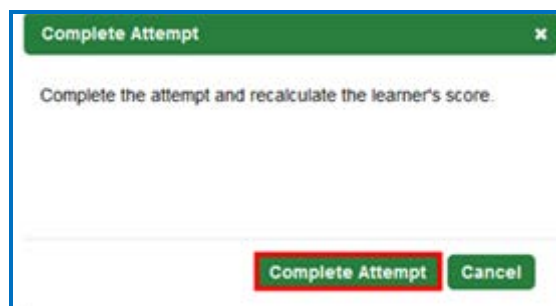 Complete Attempt ×
Complete the attempt and recalculate the learner's score.
Complete Attempt Cancel